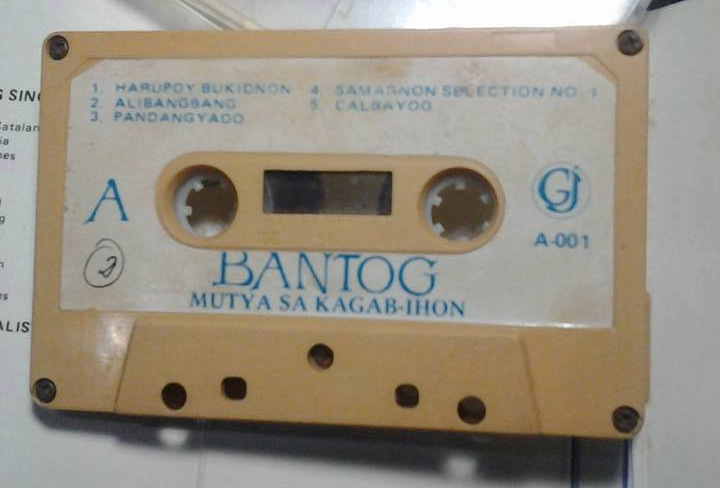 1. HARUPOY BUKIDNON
2. ALIBANGBANG
3. PANDANGYADO
4. SAMARNON SELECTION NO. 1
5. CALBAYOG
A
GJ
A-001
2
BANTOG
MUTYA SA KAGAB-IHON